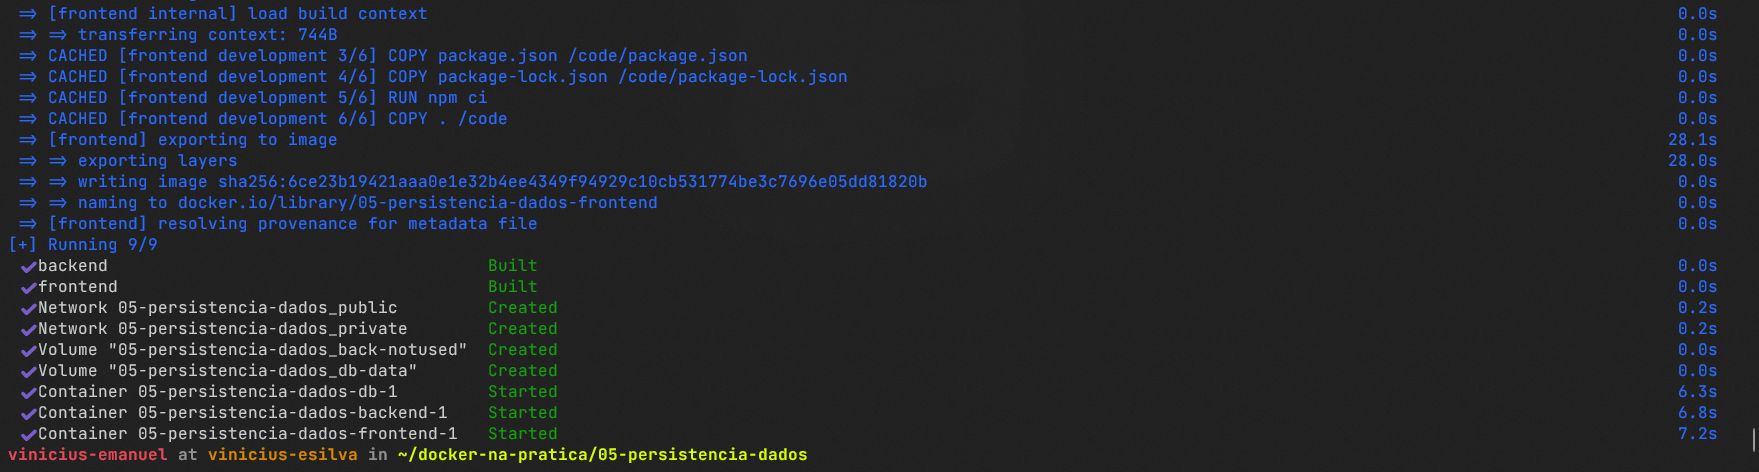 => [frontend internal] load build context 0.0s
=> => transferring context: 744B 0.0s
=> CACHED [frontend development 3/6] COPY package.json /code/package.json 0.0s
=> CACHED [frontend development 4/6] COPY package-lock.json /code/package-lock.json 0.0s
=> CACHED [frontend development 5/6] RUN npm ci 0.0s
=> CACHED [frontend development 6/6] COPY . /code 0.0s
=> [frontend] exporting to image 28.1s
=> => exporting layers 28.0s
=> => writing image sha256:6ce23b19421aaa0e1e32b4ee4349f94929c10cb531774be3c7696e05dd81820b 0.0s
=> => naming to docker.io/library/05-persistencia-dados-frontend 0.0s
=> [frontend] resolving provenance for metadata file 0.0s
[+] Running 9/9
✔backend Built 0.0s
✔frontend Built 0.0s
✔Network 05-persistencia-dados_public Created 0.2s
✔Network 05-persistencia-dados_private Created 0.2s
✔Volume "05-persistencia-dados_back-notused" Created 0.0s
✔Volume "05-persistencia-dados_db-data" Created 0.0s
✔Container 05-persistencia-dados-db-1 Started 6.3s
✔Container 05-persistencia-dados-backend-1 Started 6.8s
✔Container 05-persistencia-dados-frontend-1 Started 7.2s
vinicius-emanuel at vinicius-esilva in ~/docker-na-pratica/05-persistencia-dados